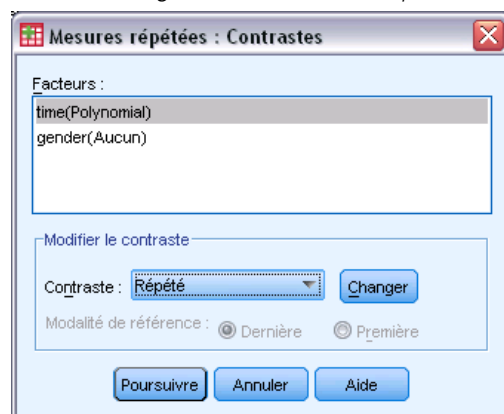 Mesures répétées : Contrastes
Facteurs :
time(Polynomial)
gender(Aucun)
Modifier le contraste
Contraste : Répété Changer
Modalité de référence : Dernière Première
Poursuivre Annuler Aide